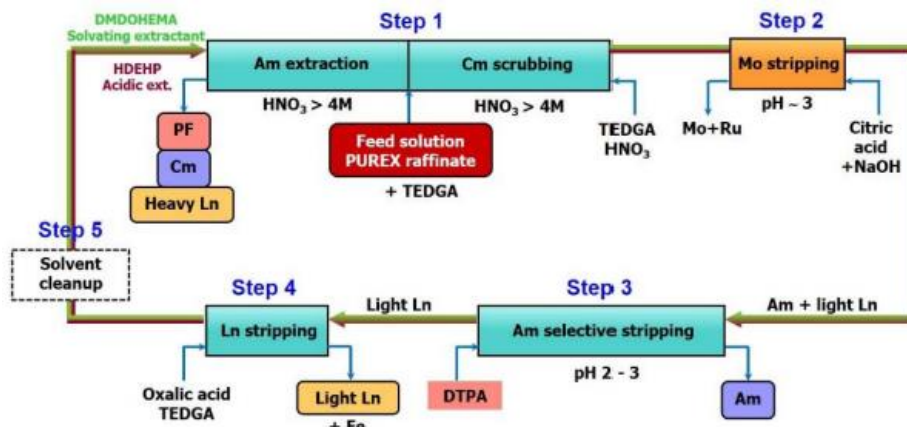 DMDOHEMA
Solvating extractant
HDEHP
Acidic ext.
Step 1
Am extraction
Cm scrubbing
HNO3 > 4M
HNO3 > 4M
PF
Cm
Heavy Ln
Feed solution
PUREX raffinate
+ TEDGA
TEDGA
HNO3
Step 2
Mo stripping
pH ~ 3
Mo+Ru
Citric
acid
+NaOH
Step 5
Solvent
cleanup
Step 4
Ln stripping
Oxalic acid
TEDGA
Light Ln
+ Fe
Light Ln
Step 3
Am selective stripping
pH 2 - 3
DTPA
Am
Am + light Ln